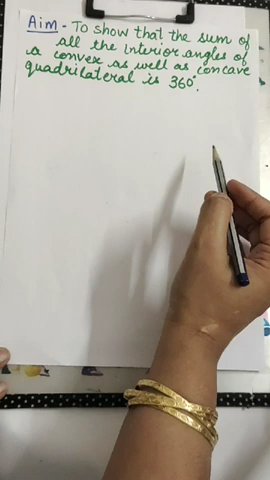 Aim - To show that the sum of
all the interior angles of
a convex as well as concave
quadrilateral is 360°.